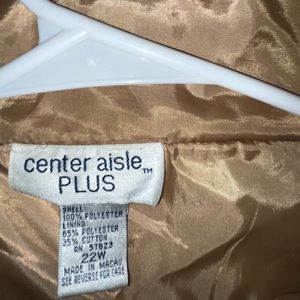 center aisle™
PLUS
SHELL:
100% POLYESTER
LINING:
65% POLYESTER
35% COTTON
RN 57623
22W
MADE IN MACAU
SEE REVERSE FOR CARE